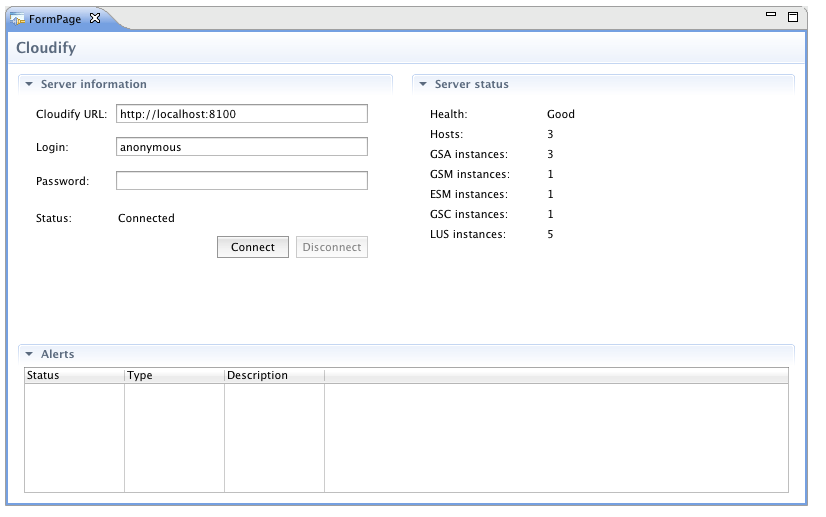 FormPage
Cloudify
Server information
Cloudify URL: http://localhost:8100
Login: anonymous
Password:
Status: Connected
Connect Disconnect
Server status
Health: Good
Hosts: 3
GSA instances: 3
GSM instances: 1
ESM instances: 1
GSC instances: 1
LUS instances: 5
Alerts
Status Type Description